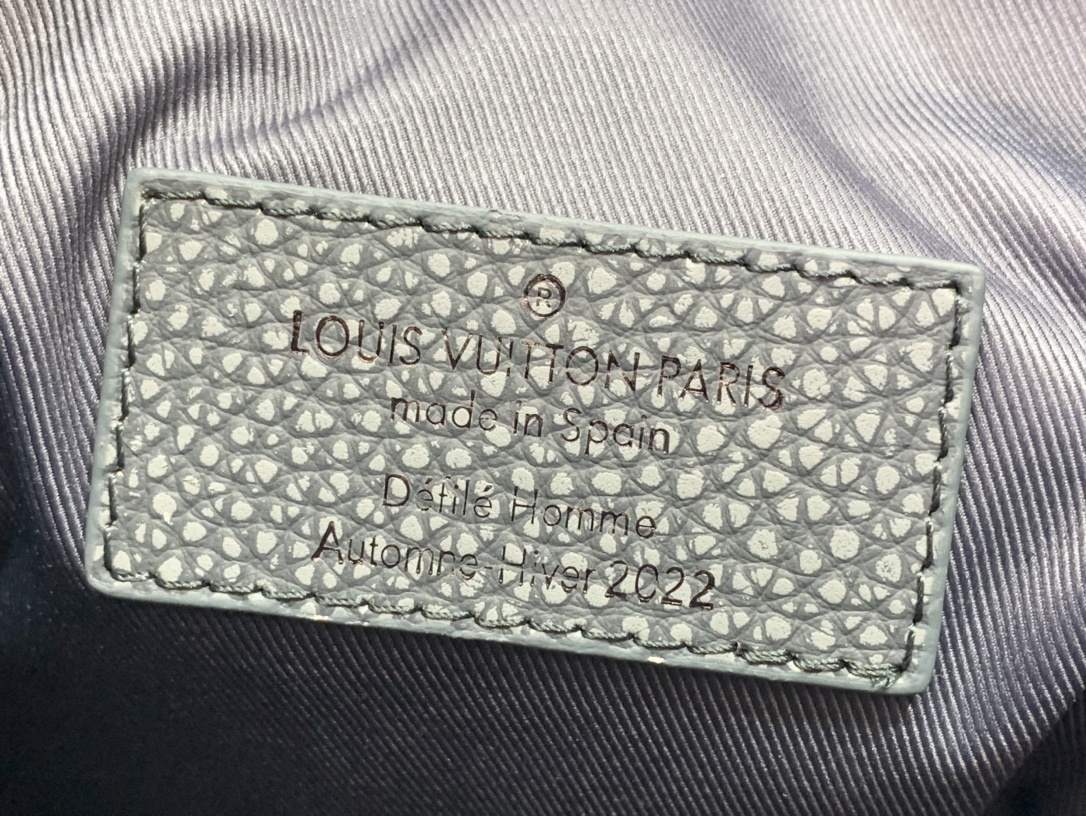 ®
LOUIS VUITTON PARIS
made in Spain
Défilé Homme
Automne-Hiver 2022